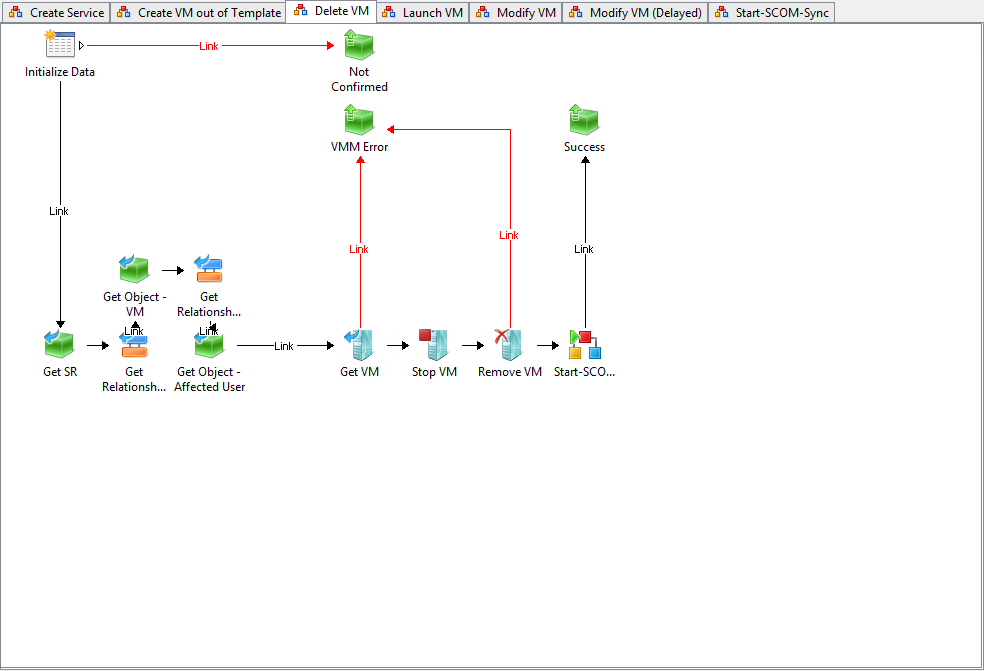 Create Service
Create VM out of Template
Delete VM
Launch VM
Modify VM
Modify VM (Delayed)
Start-SCOM-Sync
Link
Initialize Data
Not
Confirmed
VMM Error
Success
Link
Link
Link
Link
Get Object -
VM
Get
Relationsh...
Link
Link
Link
Get SR
Get
Relationsh...
Get Object -
Affected User
Get VM
Stop VM
Remove VM
Start-SCO...